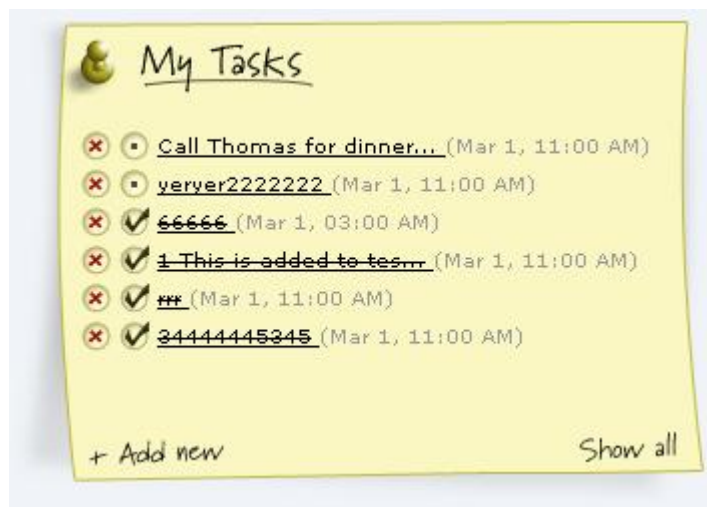 My Tasks
Call Thomas for dinner... (Mar 1, 11:00 AM)
yeryer2222222 (Mar 1, 11:00 AM)
66666 (Mar 1, 03:00 AM)
1 This is added to tes... (Mar 1, 11:00 AM)
rrr (Mar 1, 11:00 AM)
34444445345 (Mar 1, 11:00 AM)
+ Add new
Show all